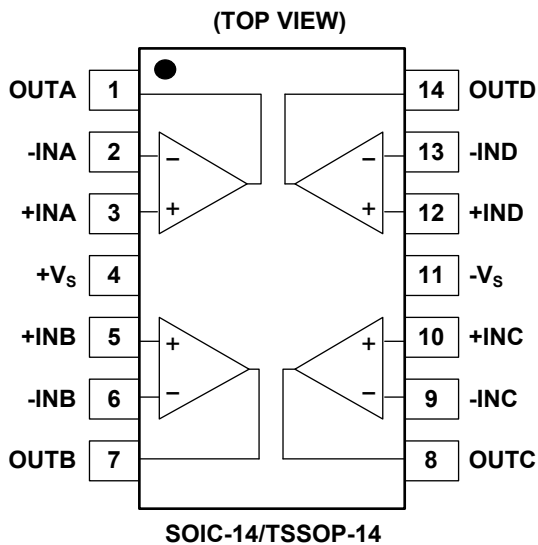 (TOP VIEW)
OUTA 1 14 OUTD
-INA 2 − − 13 -IND
+INA 3 + + 12 +IND
+VS 4 11 -VS
+INB 5 + + 10 +INC
-INB 6 − − 9 -INC
OUTB 7 8 OUTC
SOIC-14/TSSOP-14